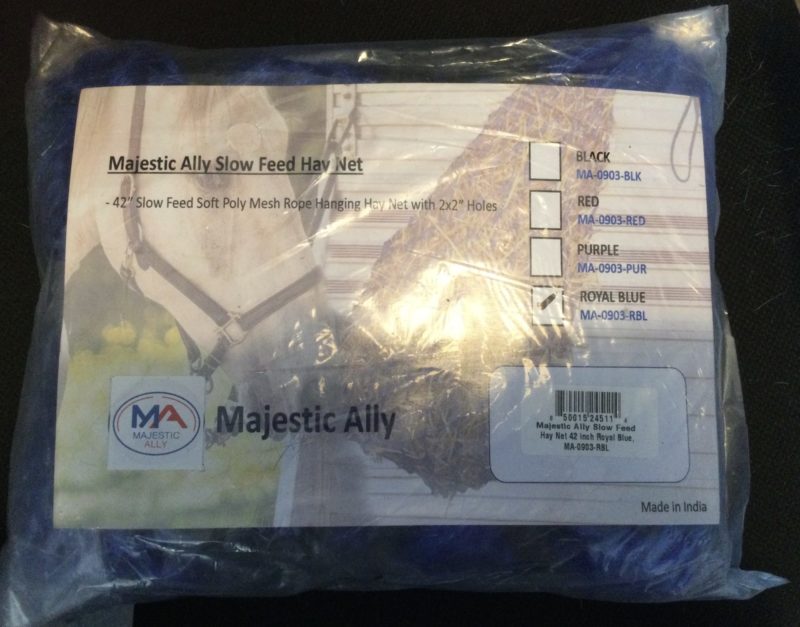 Majestic Ally Slow Feed Hay Net
- 42" Slow Feed Soft Poly Mesh Rope Hanging Hay Net with 2x2" Holes
BLACK
MA-0903-BLK
RED
MA-0903-RED
PURPLE
MA-0903-PUR
ROYAL BLUE
MA-0903-RBL
MA
MAJESTIC
ALLY
Majestic Ally
Majestic Ally Slow Feed
Hay Net 42 Inch Royal Blue,
MA-0903-RBL
Made in India